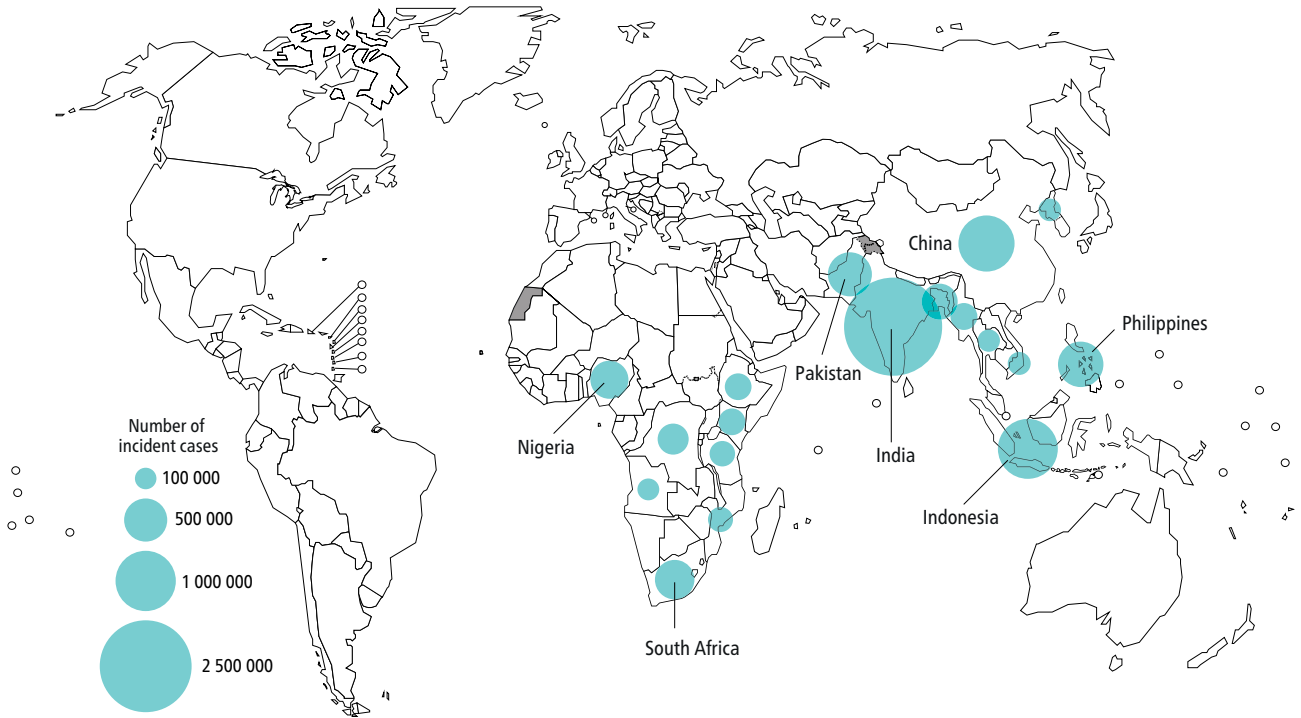 China
Philippines
Pakistan
Nigeria
India
Indonesia
South Africa
Number of
incident cases
100 000
500 000
1 000 000
2 500 000